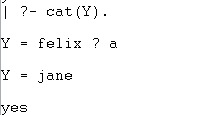 | ?- cat(Y).
Y = felix ? a
Y = jane
yes